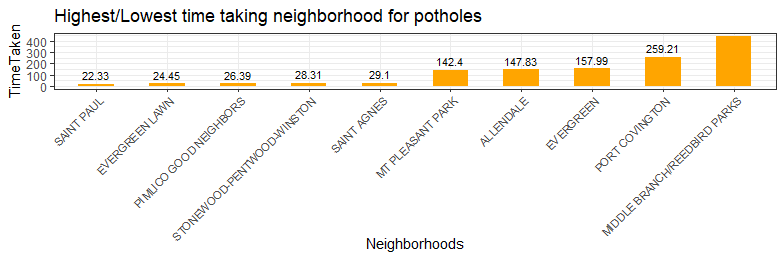 Highest/Lowest time taking neighborhood for potholes
TimeTaken
400
300
200
100
0
22.33
24.45
26.39
28.31
29.1
142.4
147.83
157.99
259.21
SAINT PAUL
EVERGREEN LAWN
PIMLICO GOOD NEIGHBORS
STONEWOOD-PENTWOOD-WINSTON
SAINT AGNES
MT PLEASANT PARK
ALLENDALE
EVERGREEN
PORT COVINGTON
MIDDLE BRANCH/REEDBIRD PARKS
Neighborhoods